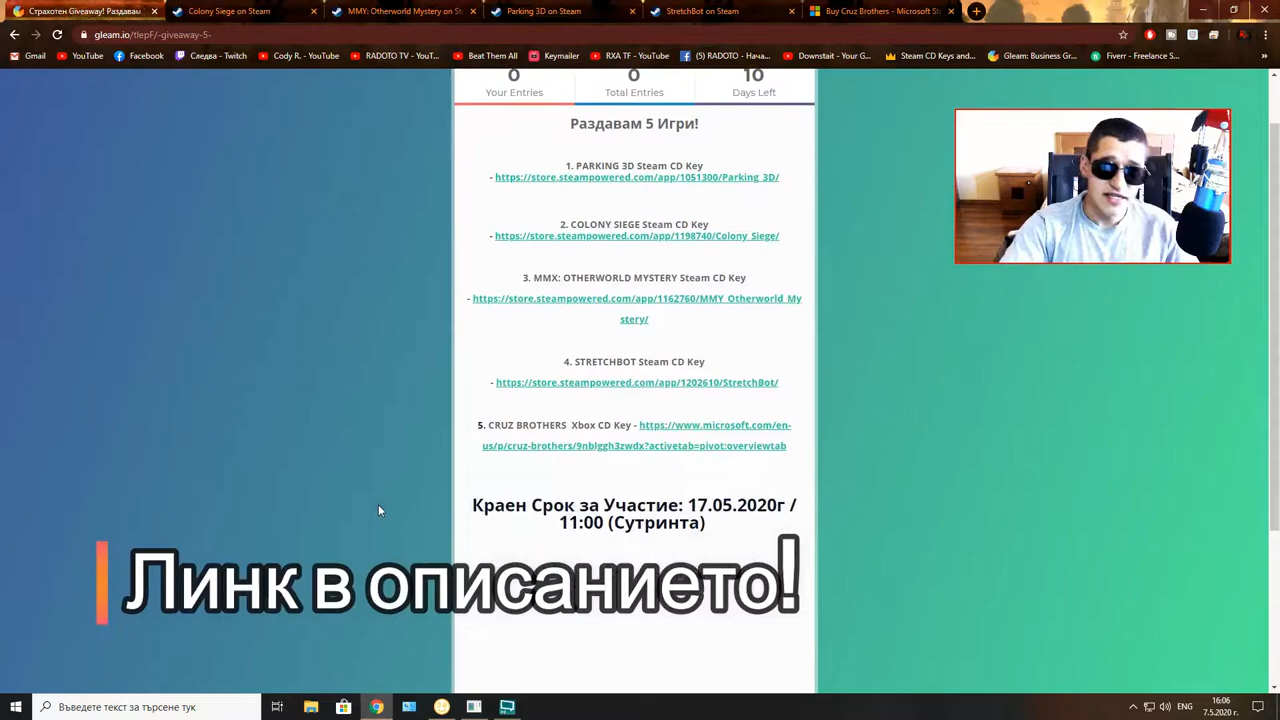 Страхотен Giveaway! Раздавам
Colony Siege on Steam
MMY: Otherworld Mystery on St
Parking 3D on Steam
StretchBot on Steam
Buy Cruz Brothers - Microsoft St
gleam.io/tlepF/-giveaway-5-
Gmail
YouTube
Facebook
Следва - Twitch
Cody R. - YouTube
RADOTO TV - YouT...
Beat Them All
Keymailer
RXA TF - YouTube
(5) RADOTO - Нача...
Downstait - Your G...
Steam CD Keys and...
Gleam: Business Gr...
Fiverr - Freelance S...
0
Your Entries
0
Total Entries
10
Days Left
Раздавам 5 Игри!
1. PARKING 3D Steam CD Key
- https://store.steampowered.com/app/1051300/Parking_3D/
2. COLONY SIEGE Steam CD Key
- https://store.steampowered.com/app/1198740/Colony_Siege/
3. MMX: OTHERWORLD MYSTERY Steam CD Key
- https://store.steampowered.com/app/1162760/MMY_Otherworld_My
stery/
4. STRETCHBOT Steam CD Key
- https://store.steampowered.com/app/1202610/StretchBot/
5. CRUZ BROTHERS Xbox CD Key - https://www.microsoft.com/en-
us/p/cruz-brothers/9nblggh3zwdx?activetab=pivot:overviewtab
Краен Срок за Участие: 17.05.2020г /
11:00 (Сутринта)
Линк в описанието!
Въведете текст за търсене тук
ENG
16:06
7.5.2020 г.